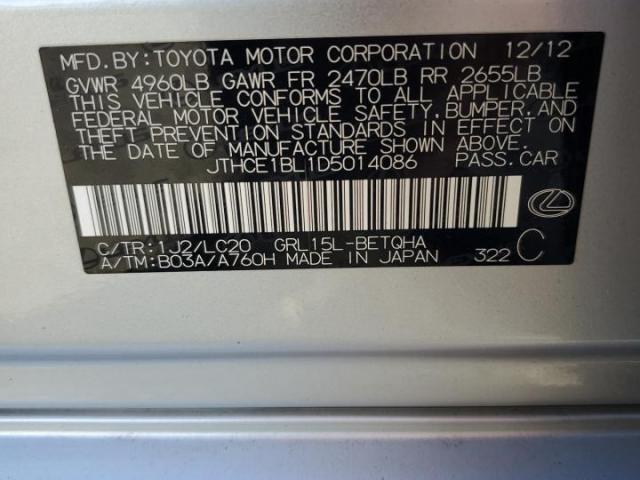 MFD.BY:TOYOTA MOTOR CORPORATION 12/12
GVWR 4960LB GAWR FR 2470LB RR 2655LB
THIS VEHICLE CONFORMS TO ALL APPLICABLE
FEDERAL MOTOR VEHICLE SAFETY,BUMPER,AND
THEFT PREVENTION STANDARDS IN EFFECT ON
THE DATE OF MANUFACTURE SHOWN ABOVE.
JTHCE1BL1D5014086 PASS.CAR
C/TR:1J2/LC20 GRL15L-BETQHA
A/TM:B03A/A760H MADE IN JAPAN 322 C